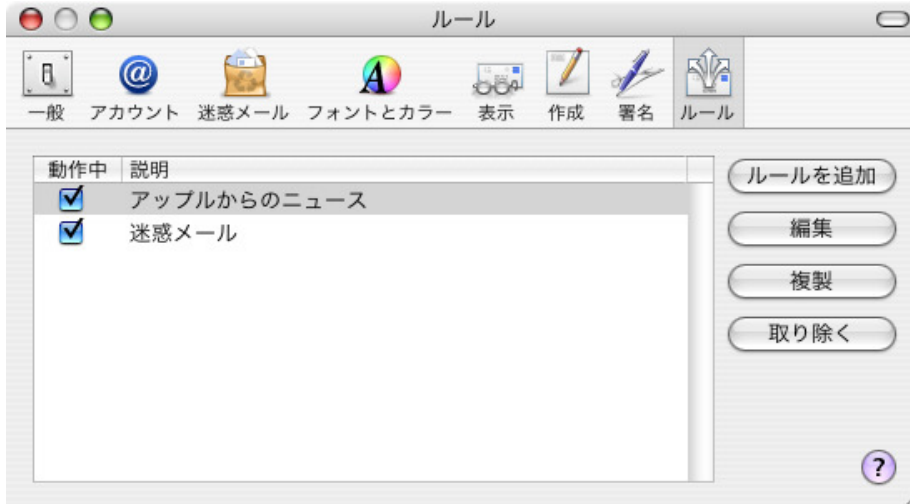 ルール
一般 アカウント 迷惑メール フォントとカラー 表示 作成 署名 ルール
動作中 説明
アップルからのニュース
迷惑メール
ルールを追加
編集
複製
取り除く
?